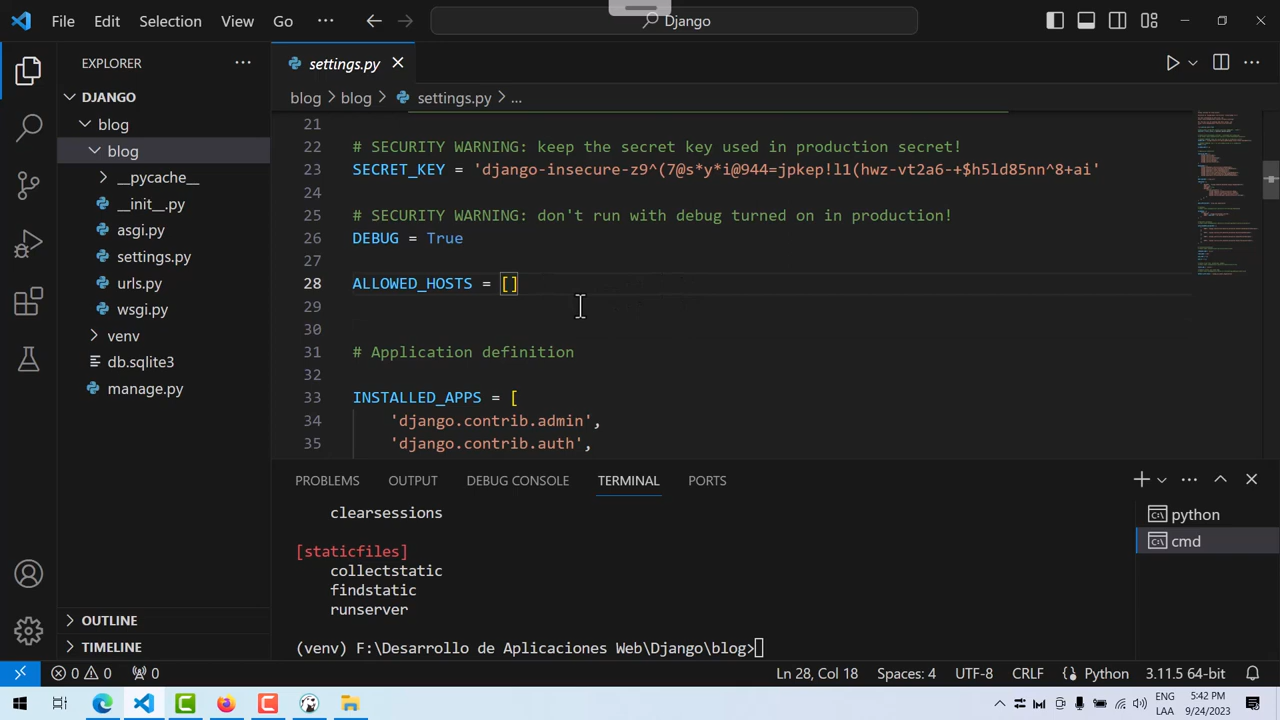 File Edit Selection View Go ··· Django
EXPLORER ···
DJANGO
blog
blog
__pycache__
__init__.py
asgi.py
settings.py
urls.py
wsgi.py
venv
db.sqlite3
manage.py
OUTLINE
TIMELINE
settings.py
blog > blog > settings.py > ...
21
22 # SECURITY WARNING: keep the secret key used in production secret!
23 SECRET_KEY = 'django-insecure-z9^(7@s*y*i@944=jpkep!l1(hwz-vt2a6-+$h5ld85nn^8+ai'
24
25 # SECURITY WARNING: don't run with debug turned on in production!
26 DEBUG = True
27
28 ALLOWED_HOSTS = []
29
30
31 # Application definition
32
33 INSTALLED_APPS = [
34 'django.contrib.admin',
35 'django.contrib.auth',
PROBLEMS OUTPUT DEBUG CONSOLE TERMINAL PORTS
clearsessions
[staticfiles]
collectstatic
findstatic
runserver
(venv) F:\Desarrollo de Aplicaciones Web\Django\blog>
python
cmd
0 0 0 Ln 28, Col 18 Spaces: 4 UTF-8 CRLF Python 3.11.5 64-bit
ENG 5:42 PM
LAA 9/24/2023